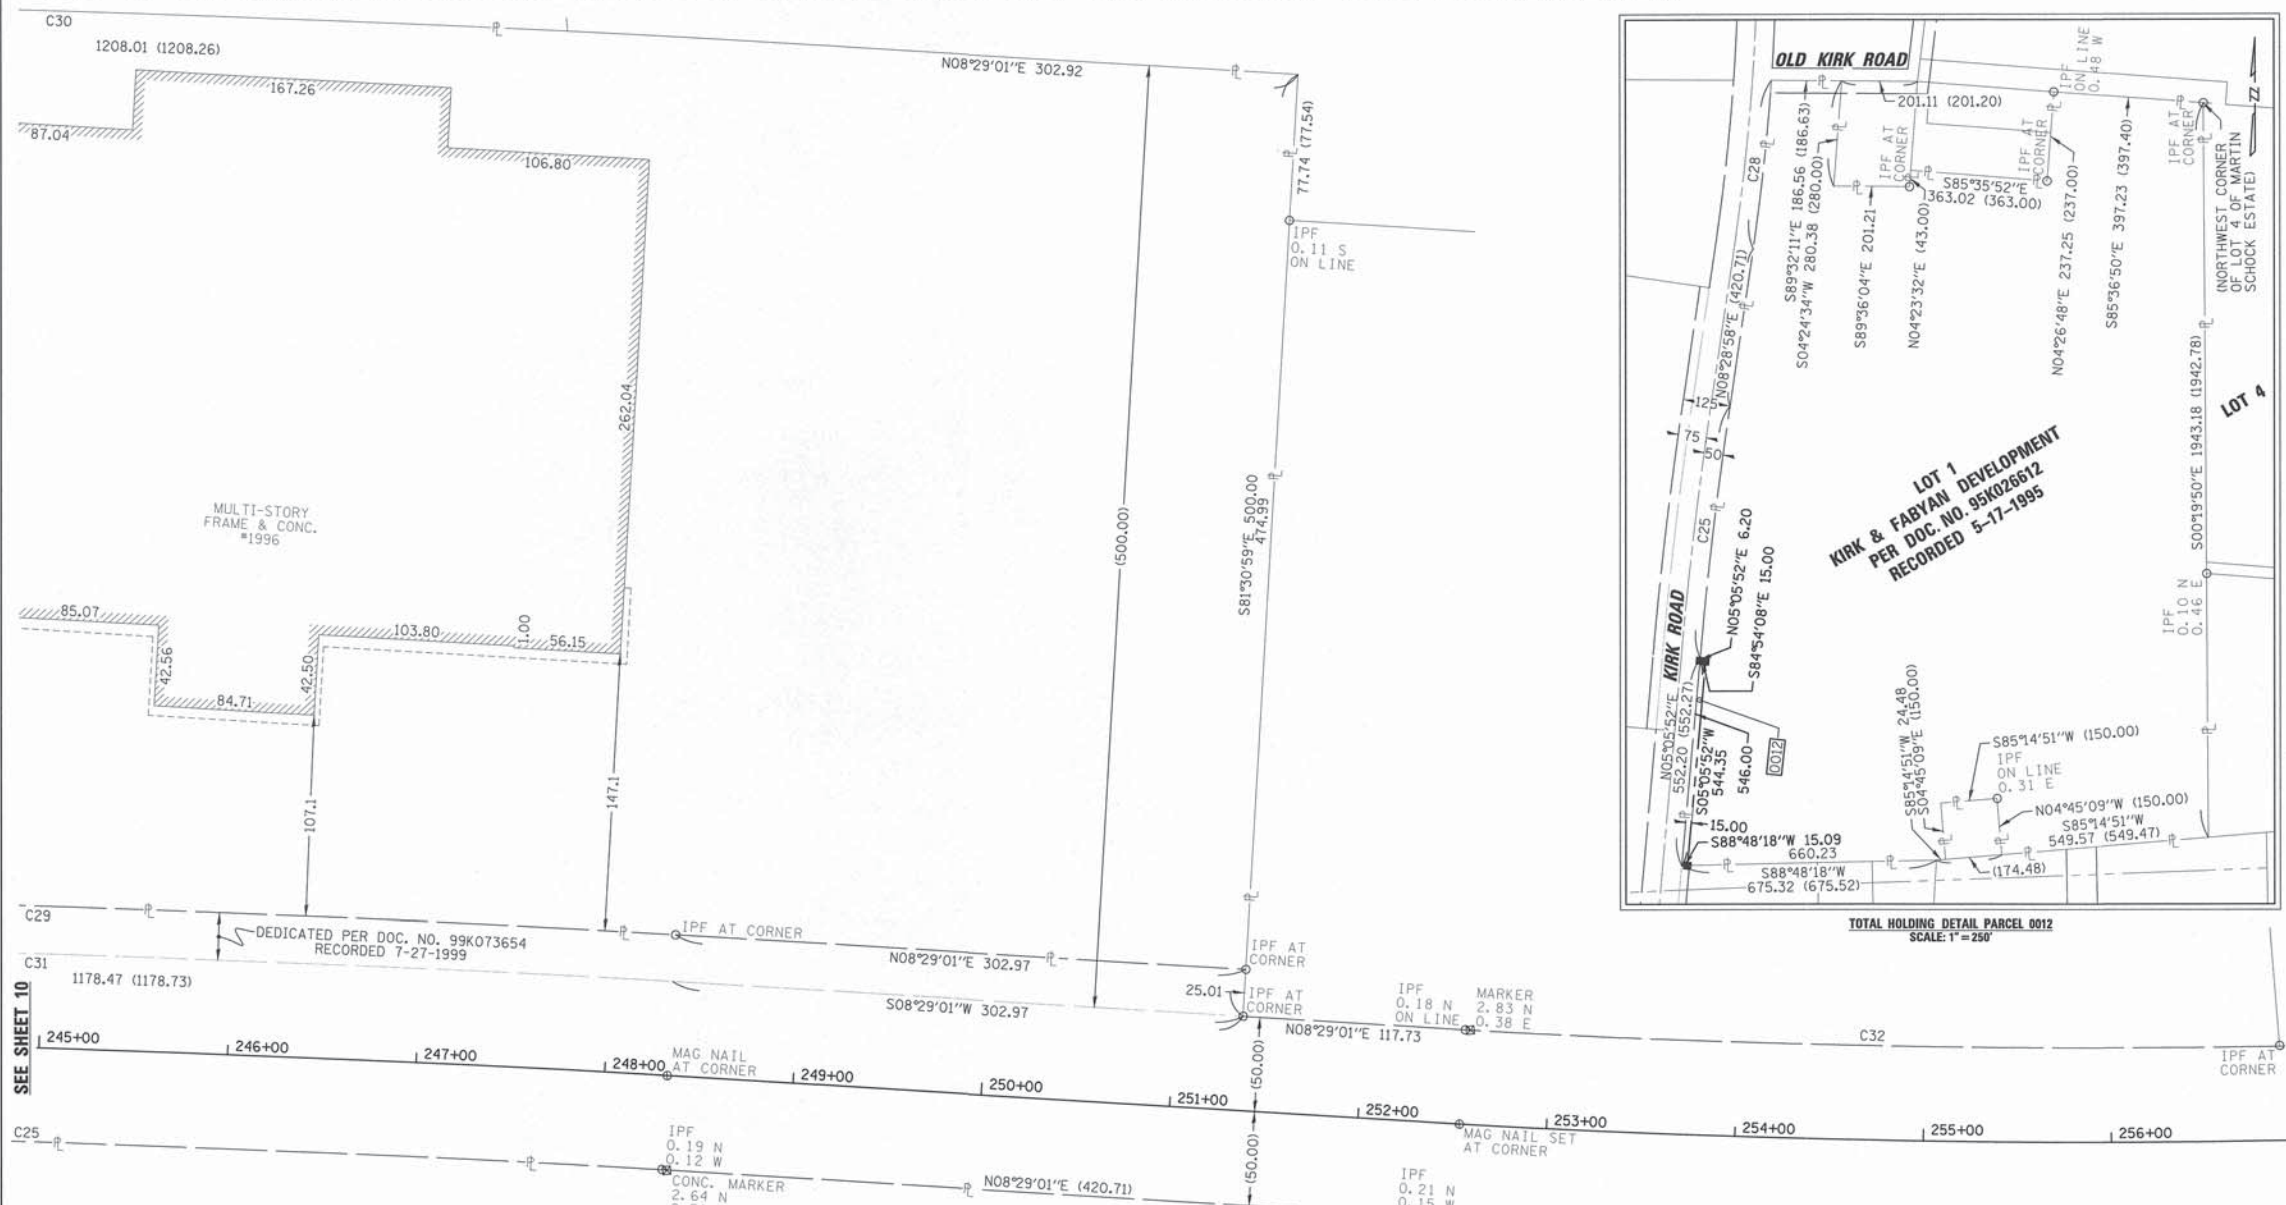 C30
1208.01 (1208.26)
167.26
87.04
106.80
262.04
MULTI-STORY
FRAME & CONC.
#1996
85.07
42.56
84.71
42.50
103.80
1.00
56.15
107.1
147.1
N08°29'01"E 302.92
77.74 (77.54)
IPF
0.11 S
ON LINE
(500.00)
S81°30'59"E 500.00
474.99
C29
DEDICATED PER DOC. NO. 99K073654
RECORDED 7-27-1999
IPF AT CORNER
N08°29'01"E 302.97
IPF AT
CORNER
C31
1178.47 (1178.73)
S08°29'01"W 302.97
25.01
IPF AT
CORNER
IPF
0.18 N
ON LINE
MARKER
2.83 N
0.38 E
N08°29'01"E 117.73
C32
IPF AT
CORNER
SEE SHEET 10
245+00
246+00
247+00
248+00
MAG NAIL
AT CORNER
249+00
250+00
251+00
(50.00)
252+00
253+00
MAG NAIL SET
AT CORNER
254+00
255+00
256+00
C25
IPF
0.19 N
0.12 W
CONC. MARKER
2.64 N
N08°29'01"E (420.71)
(50.00)
IPF
0.21 N
0.15 W
OLD KIRK ROAD
IPF
ON LINE
0.48 W
201.11 (201.20)
IPF AT
CORNER
IPF AT
CORNER
IPF AT
CORNER
(NORTHWEST CORNER
OF LOT 4 OF MARTIN
SCHOCK ESTATE)
C28
S85°35'52"E
363.02 (363.00)
S89°32'11"E 186.56 (186.63)
S04°24'34"W 280.38 (280.00)
S89°36'04"E 201.21
N04°23'32"E (43.00)
N04°26'48"E 237.25 (237.00)
S85°36'50"E 397.23 (397.40)
N08°28'58"E (420.71)
125
75
50
C25
LOT 1
KIRK & FABYAN DEVELOPMENT
PER DOC. NO. 95K026612
RECORDED 5-17-1995
S00°19'50"E 1943.18 (1942.78)
LOT 4
KIRK ROAD
N05°05'52"E 6.20
S84°54'08"E 15.00
N05°05'52"E
552.20 (552.27)
S05°05'52"W
544.35
546.00
0012
15.00
S88°48'18"W 15.09
660.23
S88°48'18"W
675.32 (675.52)
IPF
0.10 N
0.46 E
S85°14'51"W 24.48
S04°45'09"E (150.00)
S85°14'51"W (150.00)
IPF
ON LINE
0.31 E
N04°45'09"W (150.00)
S85°14'51"W
549.57 (549.47)
(174.48)
TOTAL HOLDING DETAIL PARCEL 0012
SCALE: 1"=250'